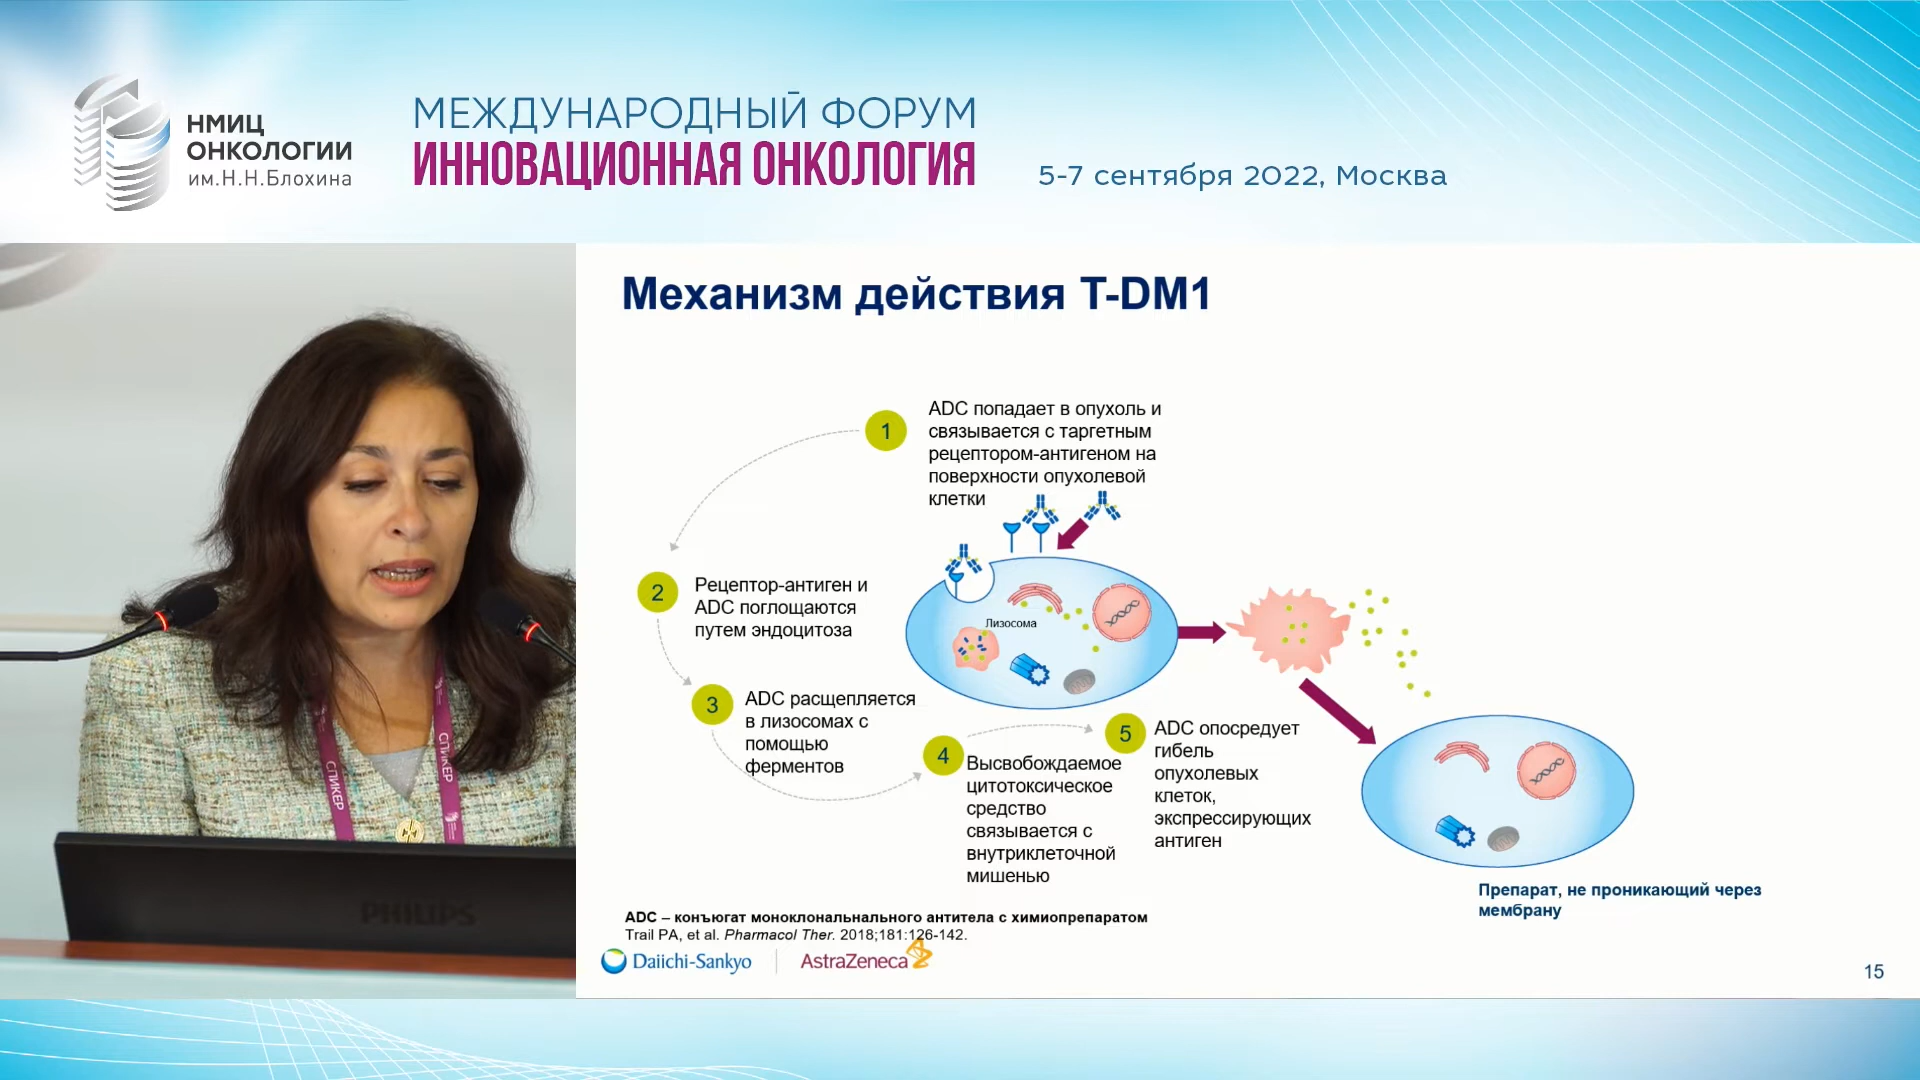 НМИЦ
ОНКОЛОГИИ
им.Н.Н.Блохина
МЕЖДУНАРОДНЫЙ ФОРУМ
ИННОВАЦИОННАЯ ОНКОЛОГИЯ
5-7 сентября 2022, Москва
Механизм действия T-DM1
1
ADC попадает в опухоль и
связывается с таргетным
рецептором-антигеном на
поверхности опухолевой
клетки
2
Рецептор-антиген и
ADC поглощаются
путем эндоцитоза
Лизосома
3
ADC расщепляется
в лизосомах с
помощью
ферментов
4
Высвобождаемое
цитотоксическое
средство
связывается с
внутриклеточной
мишенью
5
ADC опосредует
гибель
опухолевых
клеток,
экспрессирующих
антиген
Препарат, не проникающий через
мембрану
ADC – конъюгат моноклональнального антитела с химиопрепаратом
Trail PA, et al. Pharmacol Ther. 2018;181:126-142.
Daiichi-Sankyo
AstraZeneca
15
СПИКЕР
СПИКЕР
PHILIPS